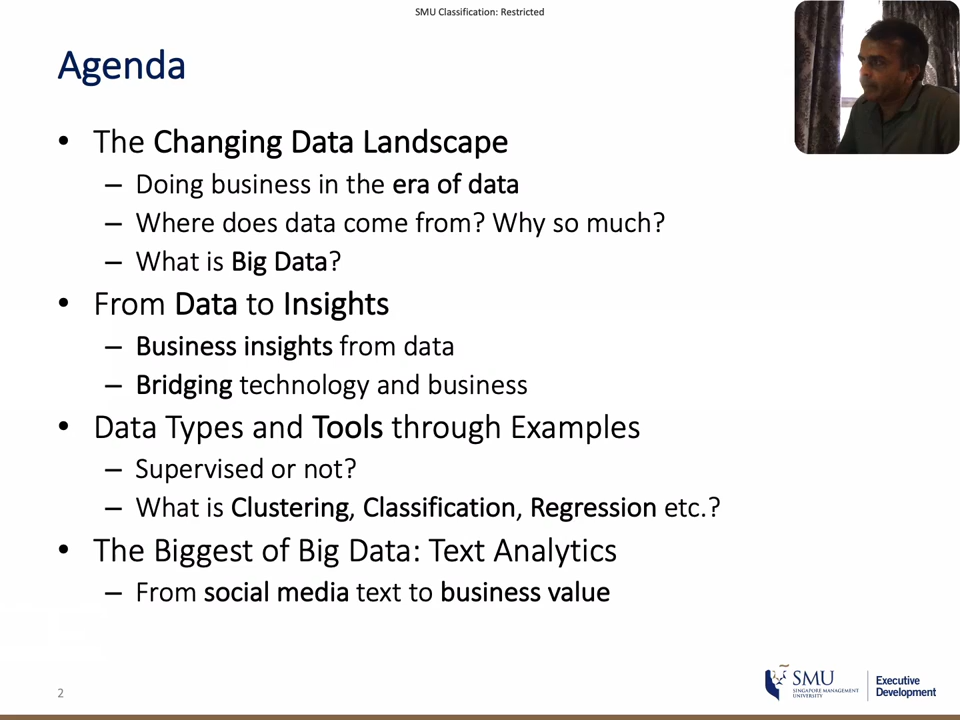 SMU Classification: Restricted
Agenda
• The Changing Data Landscape
– Doing business in the era of data
– Where does data come from? Why so much?
– What is Big Data?
• From Data to Insights
– Business insights from data
– Bridging technology and business
• Data Types and Tools through Examples
– Supervised or not?
– What is Clustering, Classification, Regression etc.?
• The Biggest of Big Data: Text Analytics
– From social media text to business value
2
SMU
SINGAPORE MANAGEMENT
UNIVERSITY
Executive
Development